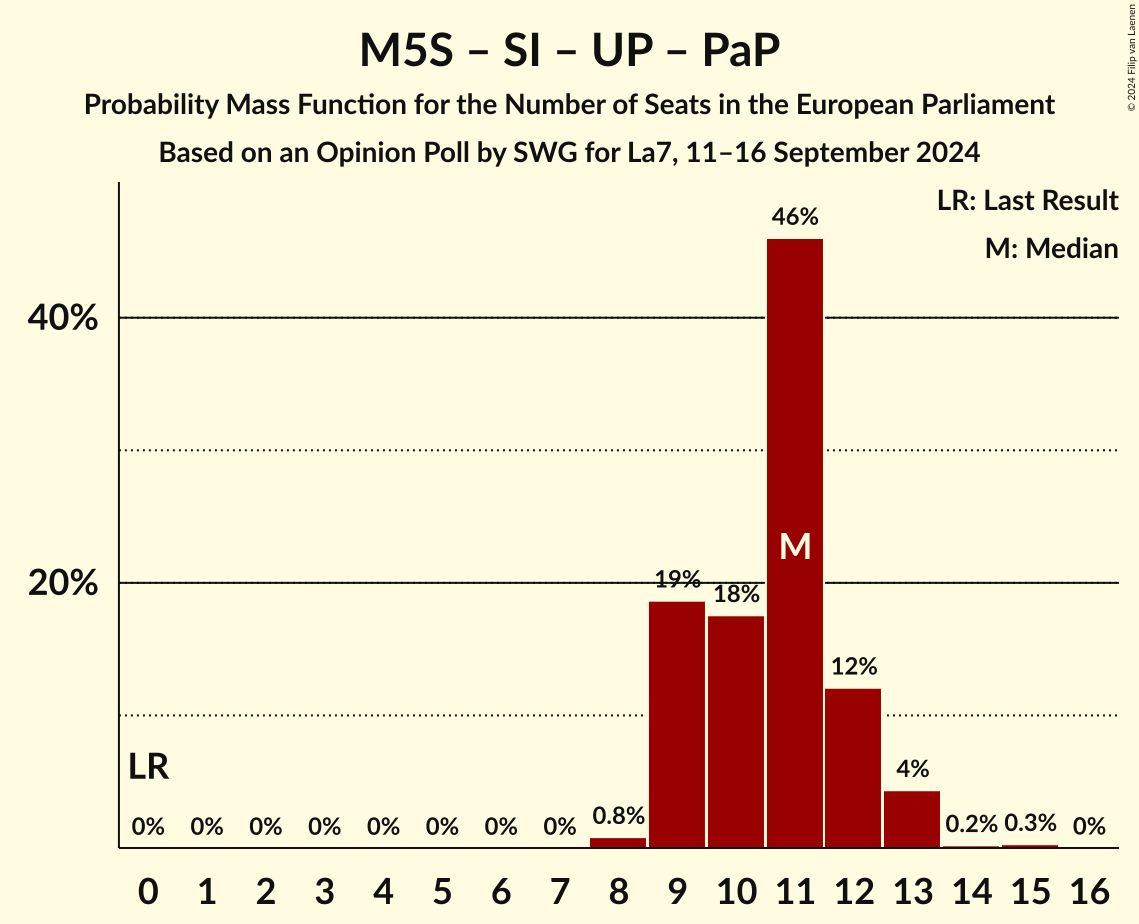 M5S – SI – UP – PaP
Probability Mass Function for the Number of Seats in the European Parliament
Based on an Opinion Poll by SWG for La7, 11–16 September 2024
© 2024 Filip van Laenen
LR: Last Result
M: Median
46%
40%
M
20%
19%
18%
12%
LR
4%
0% 0% 0% 0% 0% 0% 0% 0% 0.8% 0.2% 0.3% 0%
0 1 2 3 4 5 6 7 8 9 10 11 12 13 14 15 16